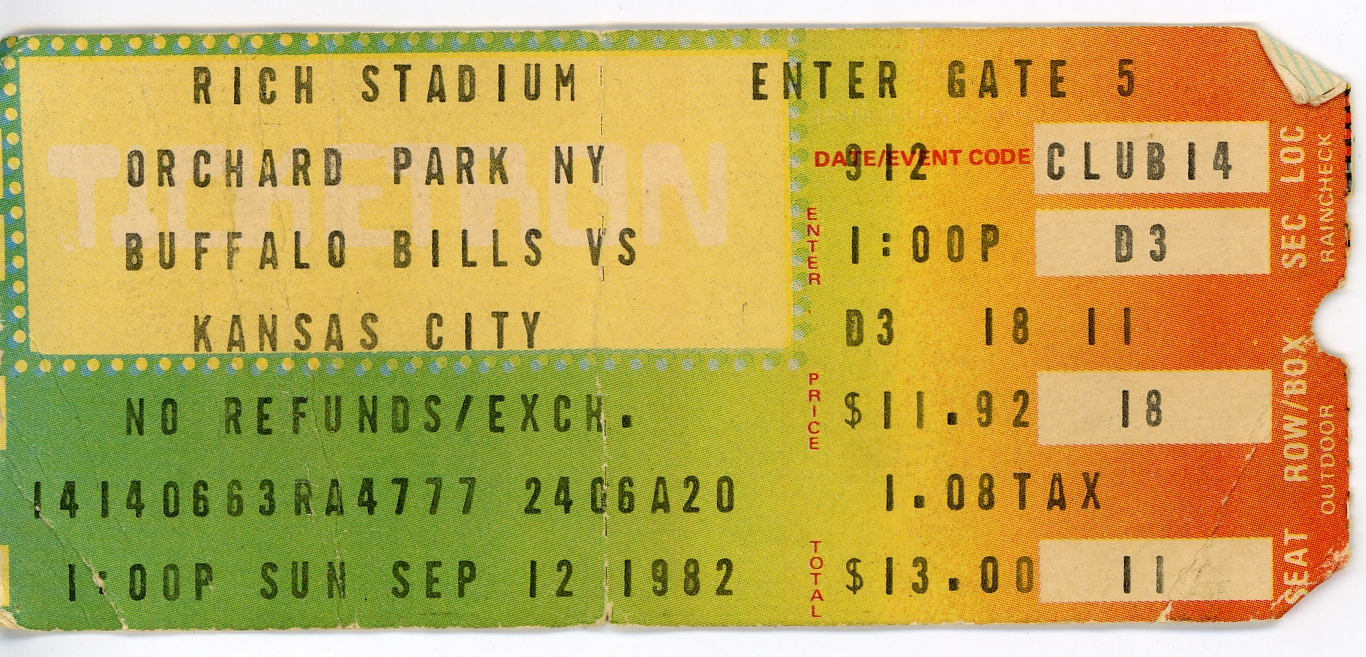 RICH STADIUM ENTER GATE 5
ORCHARD PARK NY 912 CLUB14
DATE/EVENT CODE
TICKETRON
BUFFALO BILLS VS 1:00P D3
ENTER
KANSAS CITY D3 18 11
NO REFUNDS/EXCH. $11.92 18
PRICE
14140663RA4777 2406A20 1.08TAX
1:00P SUN SEP 12 1982 $13.00 11
TOTAL
SEC LOC
RAINCHECK
ROW/BOX
OUTDOOR
SEAT